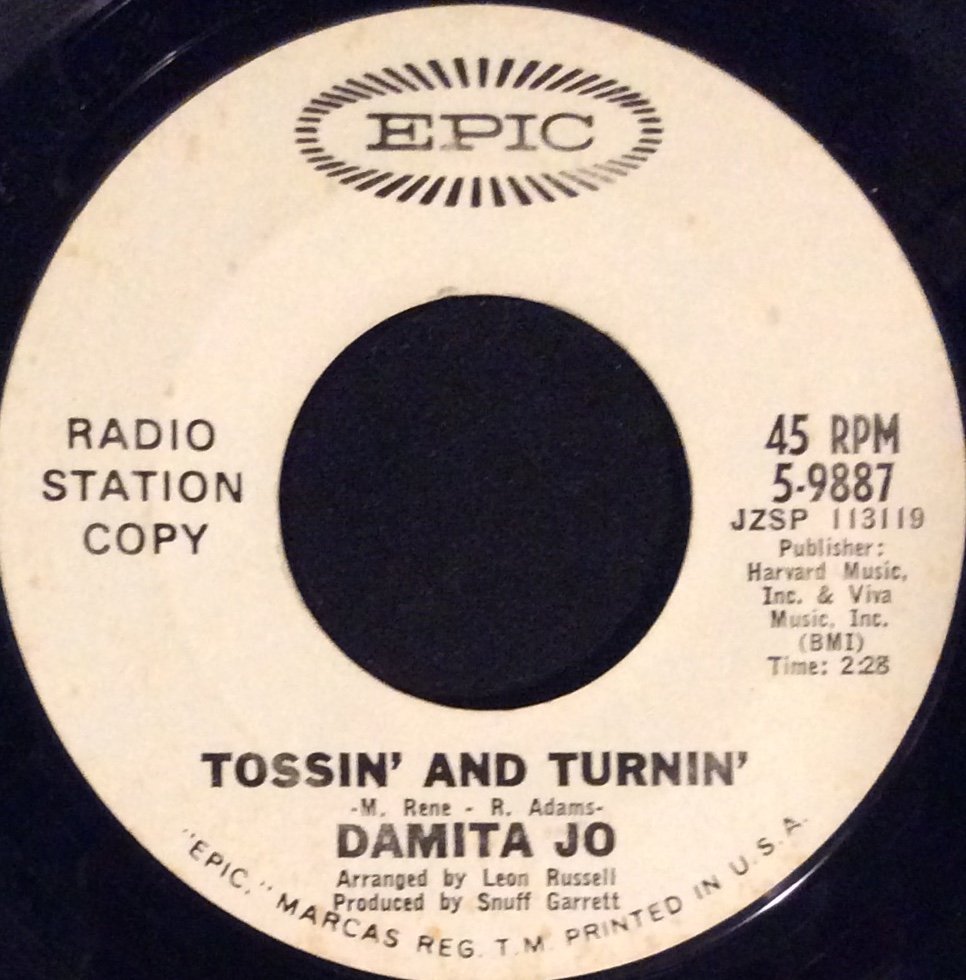 EPIC
RADIO
STATION
COPY
45 RPM
5-9887
JZSP 113119
Publisher:
Harvard Music,
Inc. & Viva
Music, Inc.
(BMI)
Time: 2:28
TOSSIN' AND TURNIN'
-M. Rene - R. Adams-
DAMITA JO
Arranged by Leon Russell
Produced by Snuff Garrett
"EPIC," MARCAS REG. T.M. PRINTED IN U.S.A.